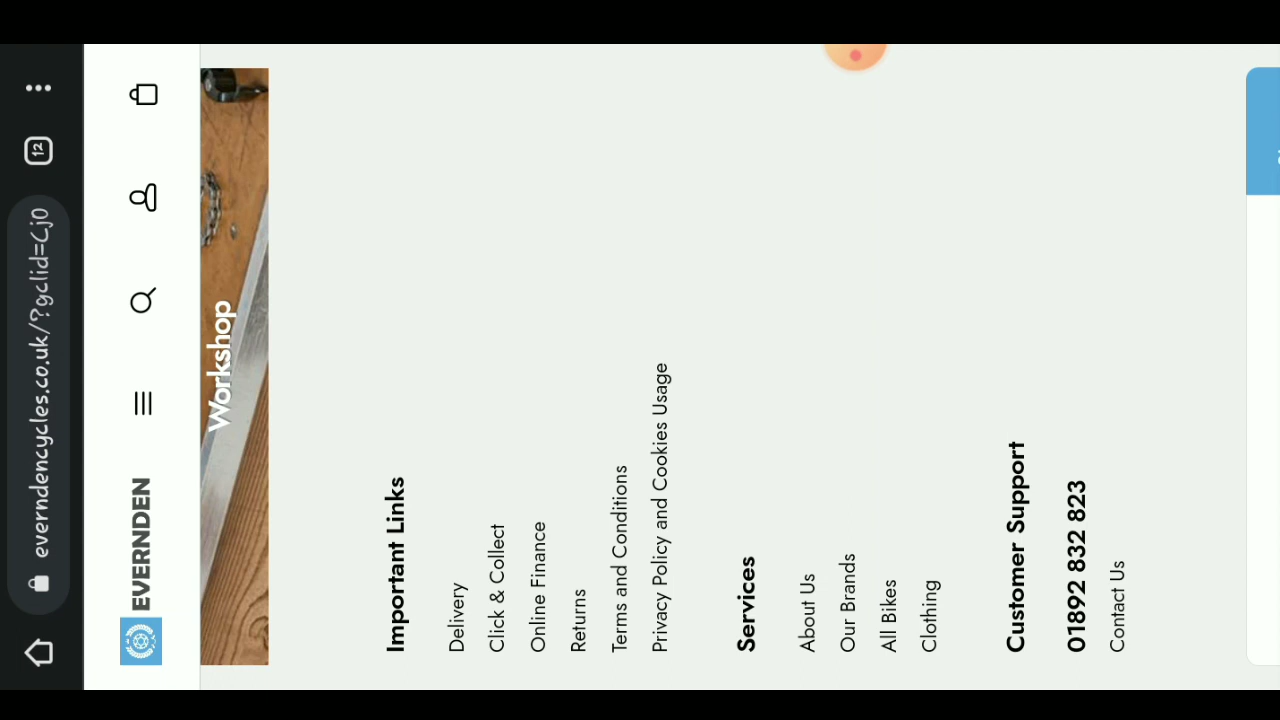 everndencycles.co.uk/?gclid=Cj0
12
EVERNDEN
Workshop
Important Links
Delivery
Click & Collect
Online Finance
Returns
Terms and Conditions
Privacy Policy and Cookies Usage
Services
About Us
Our Brands
All Bikes
Clothing
Customer Support
01892 832 823
Contact Us